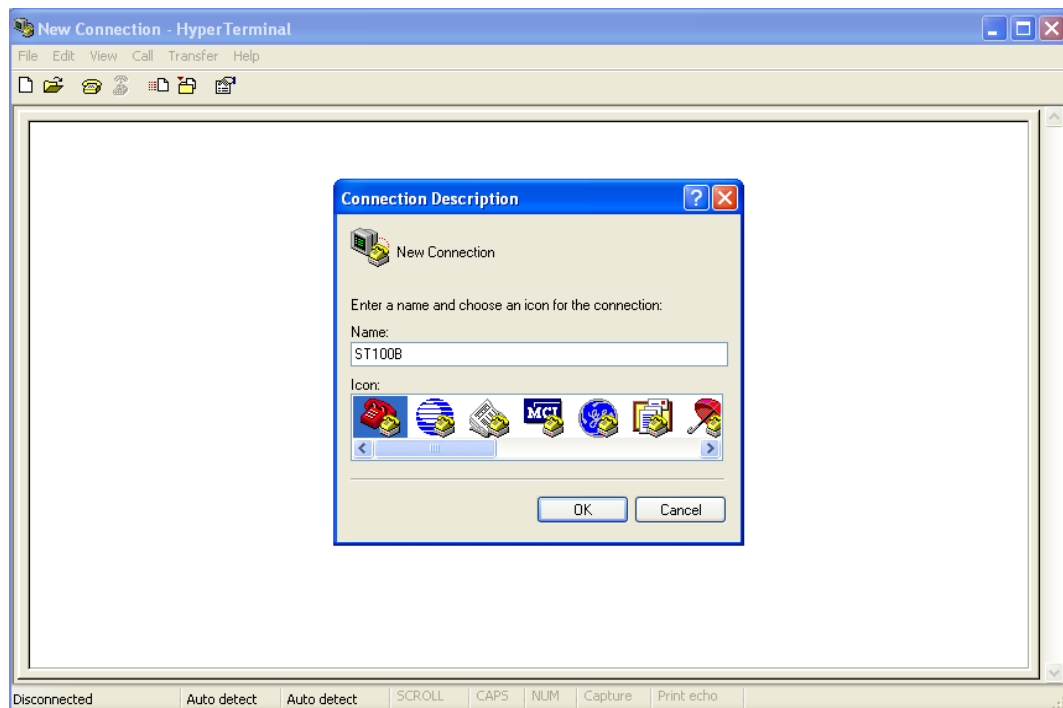 New Connection - HyperTerminal
File Edit View Call Transfer Help
Connection Description
New Connection
Enter a name and choose an icon for the connection:
Name:
ST100B
Icon:
MCI
OK Cancel
Disconnected Auto detect Auto detect SCROLL CAPS NUM Capture Print echo